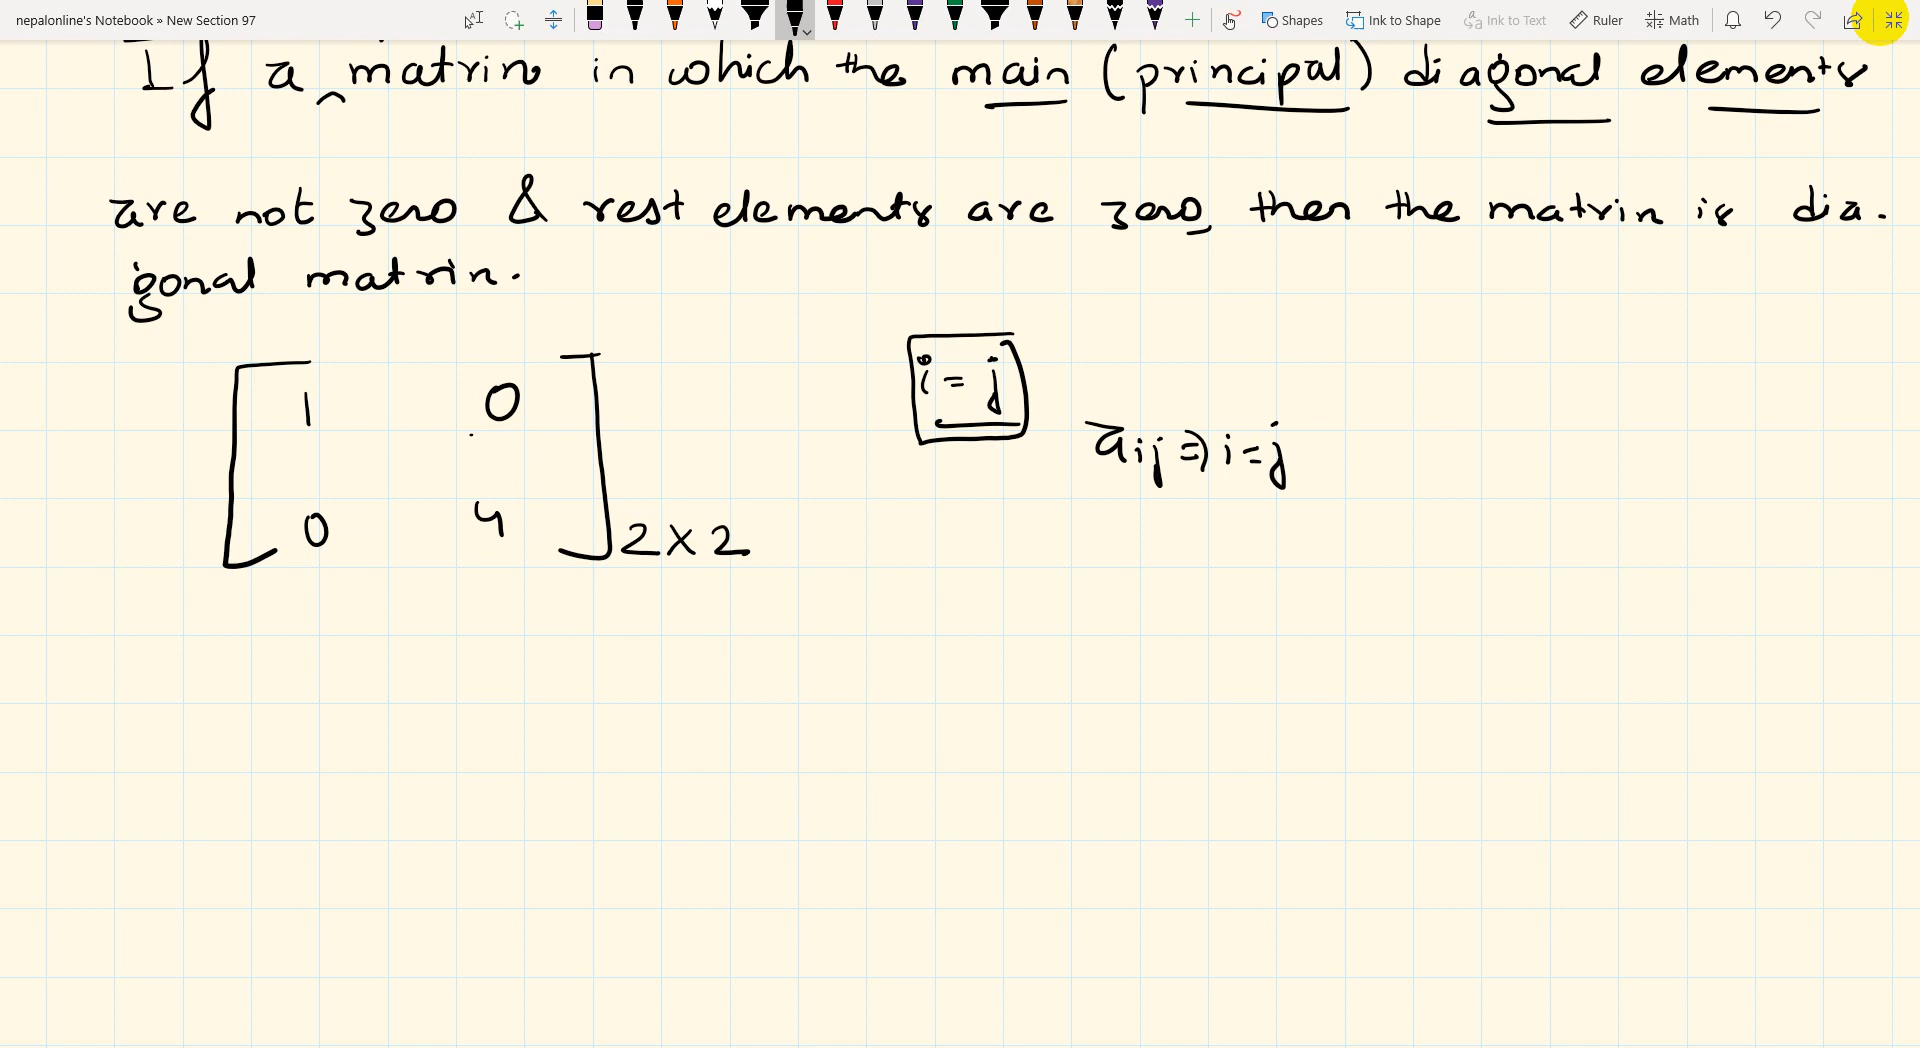 nepalonline's Notebook » New Section 97
Shapes Ink to Shape Ink to Text Ruler Math
If a ‸ matrix in which the main (principal) diagonal elements
are not zero & rest elements are zero, then the matrix is dia-
gonal matrix.
i = j
1 0
aij ⇒ i = j
0 4
2 × 2